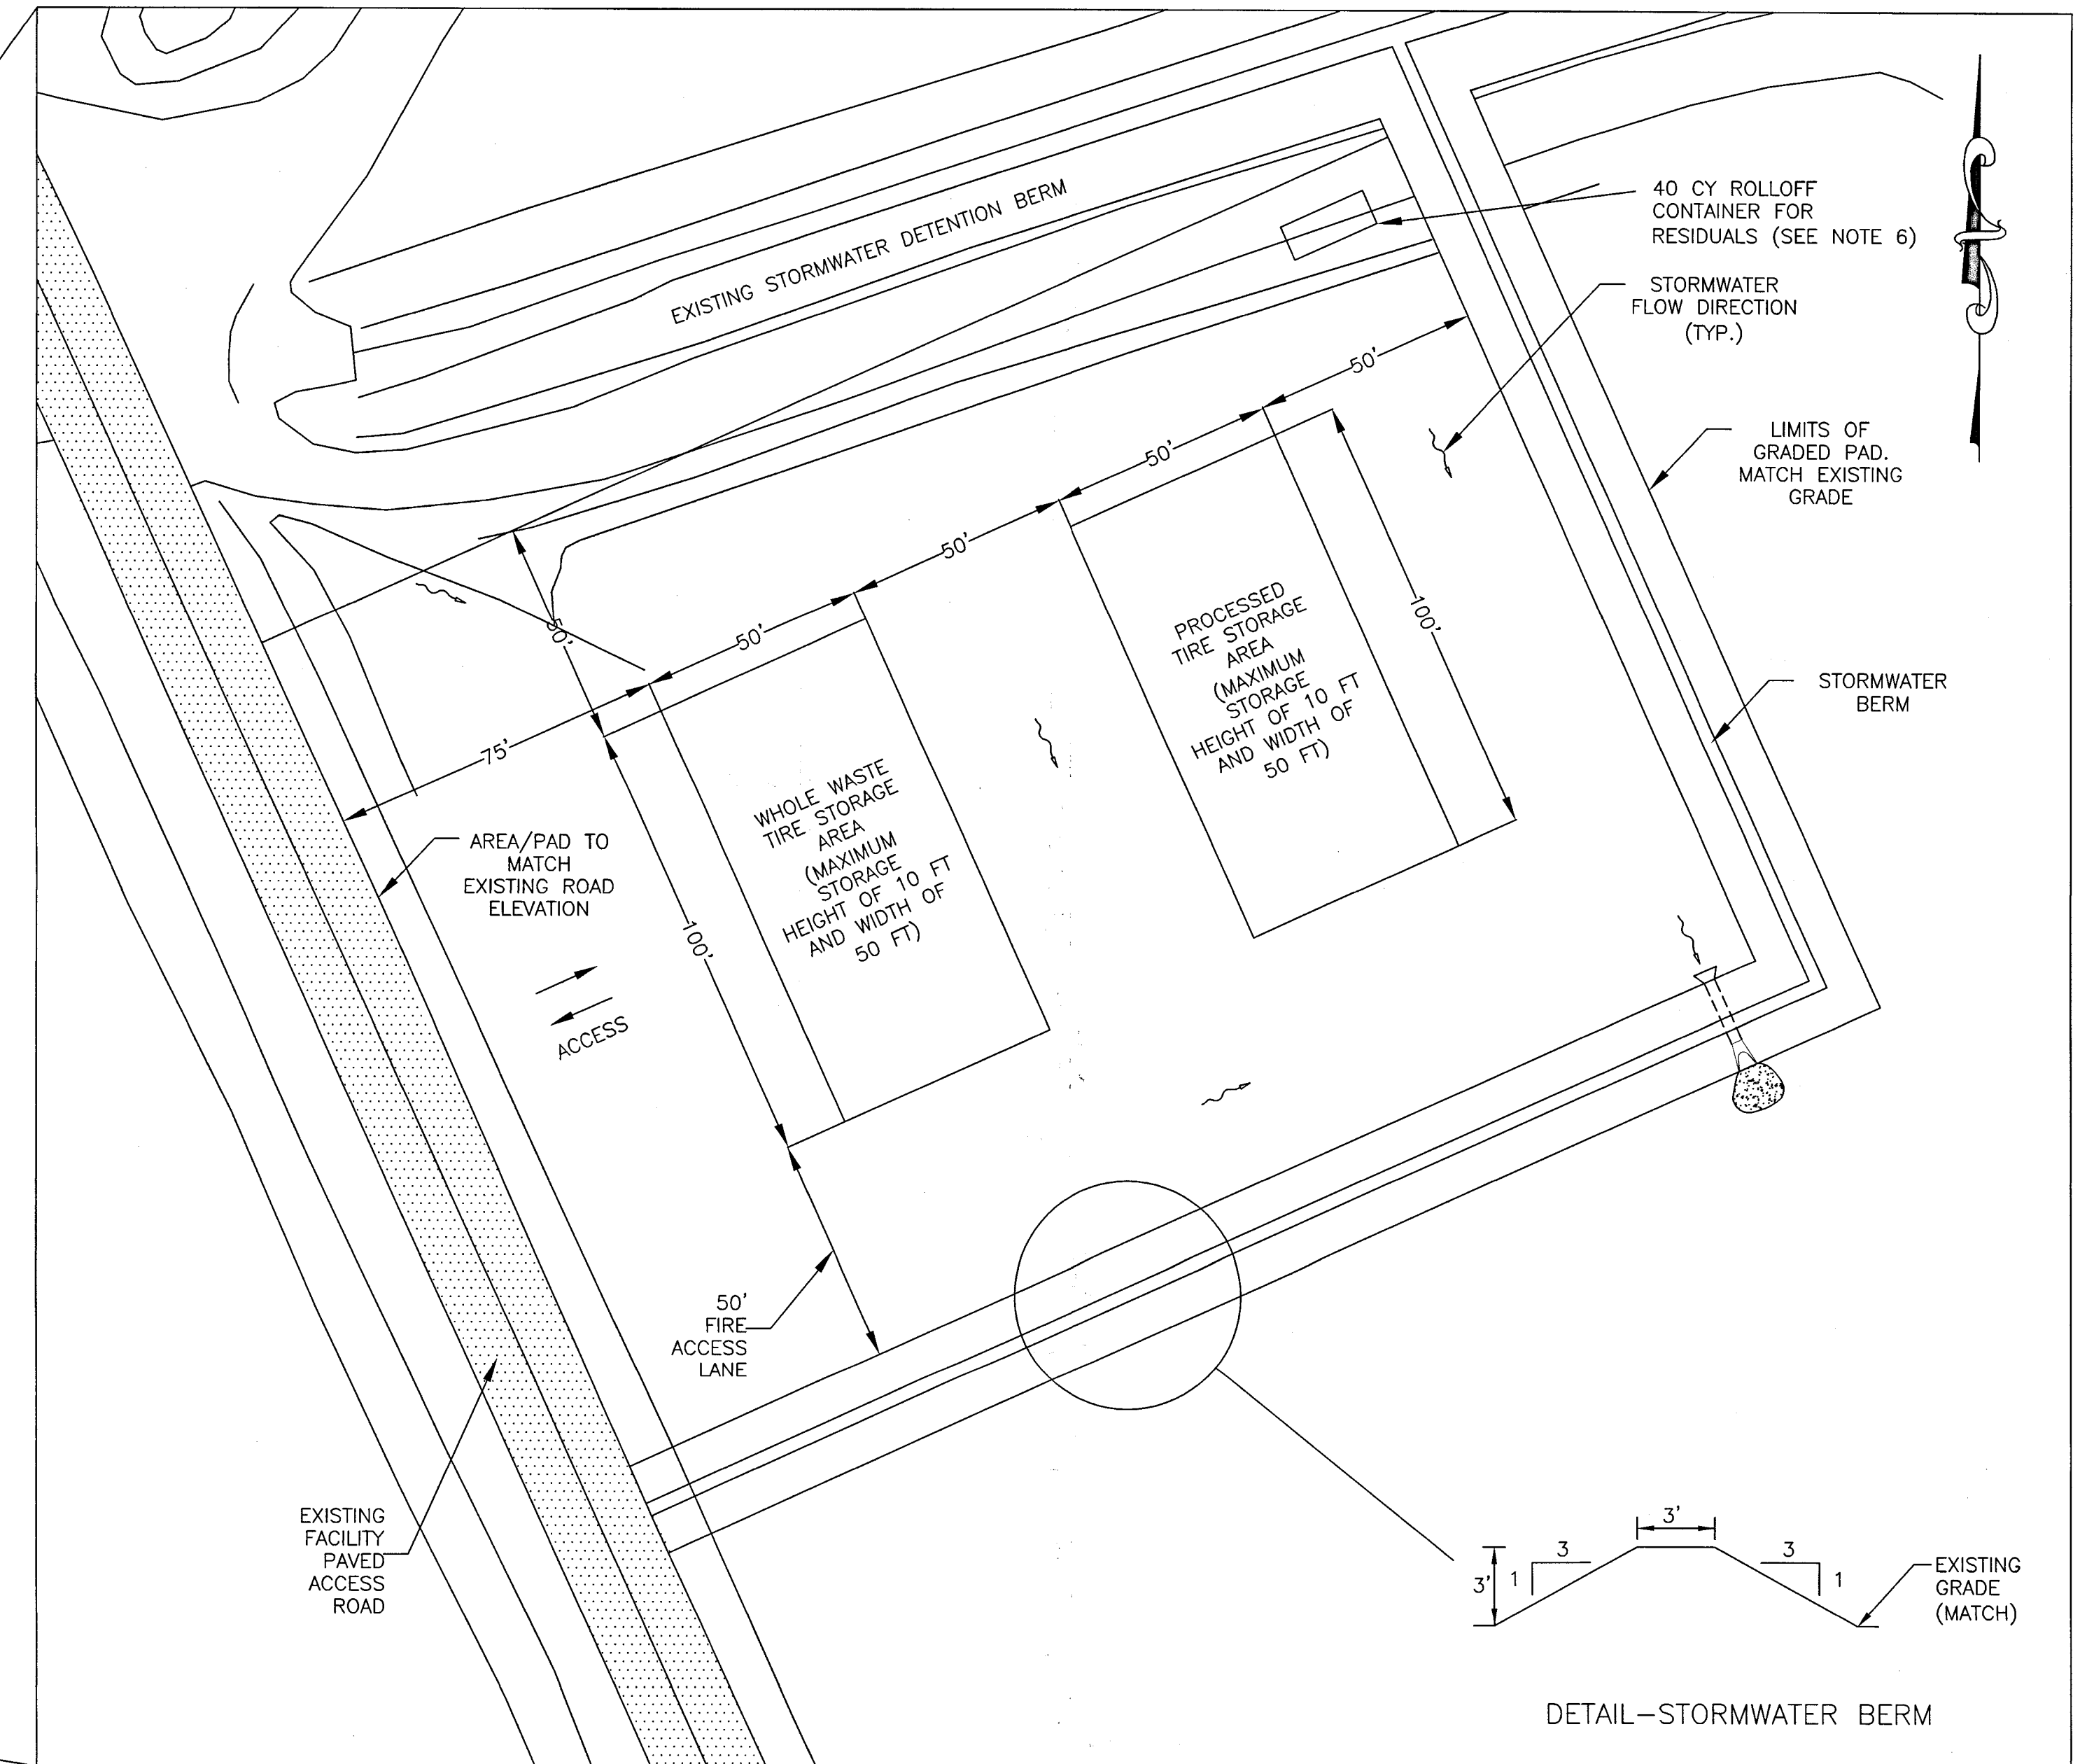 EXISTING STORMWATER DETENTION BERM
40 CY ROLLOFF
CONTAINER FOR
RESIDUALS (SEE NOTE 6)
STORMWATER
FLOW DIRECTION
(TYP.)
LIMITS OF
GRADED PAD.
MATCH EXISTING
GRADE
STORMWATER
BERM
50'
50'
50'
50'
50'
75'
100'
100'
PROCESSED
TIRE STORAGE
AREA
(MAXIMUM
STORAGE
HEIGHT OF 10 FT
AND WIDTH OF
50 FT)
WHOLE WASTE
TIRE STORAGE
AREA
(MAXIMUM
STORAGE
HEIGHT OF 10 FT
AND WIDTH OF
50 FT)
AREA/PAD TO
MATCH
EXISTING ROAD
ELEVATION
ACCESS
50'
FIRE
ACCESS
LANE
EXISTING
FACILITY
PAVED
ACCESS
ROAD
3'
3
3
3'
1
1
EXISTING
GRADE
(MATCH)
DETAIL-STORMWATER BERM